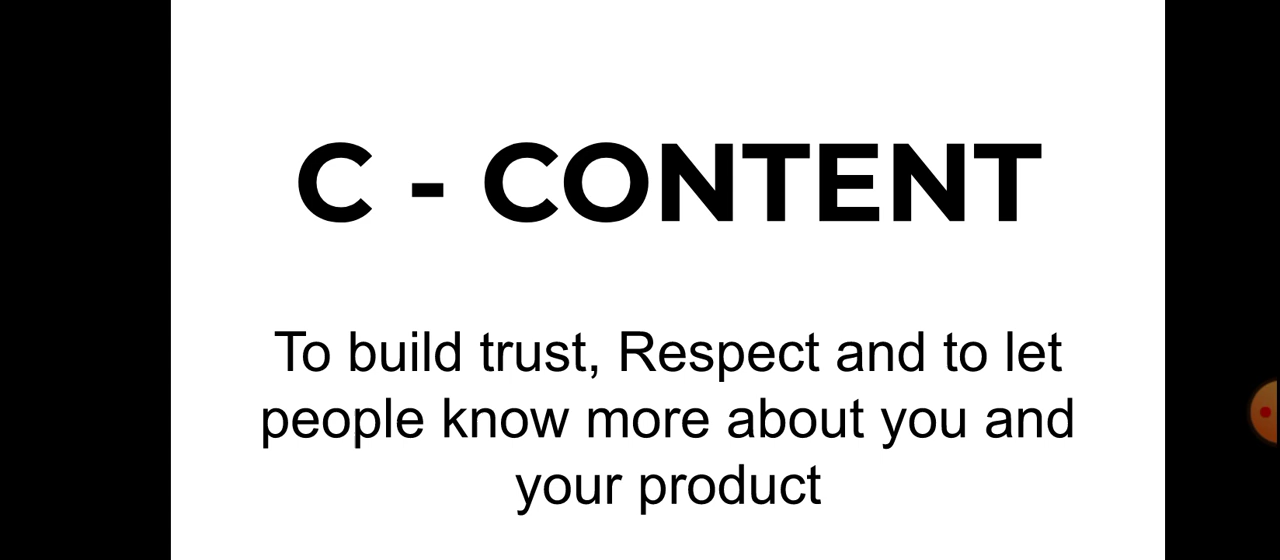 C - CONTENT
To build trust, Respect and to let
people know more about you and
your product